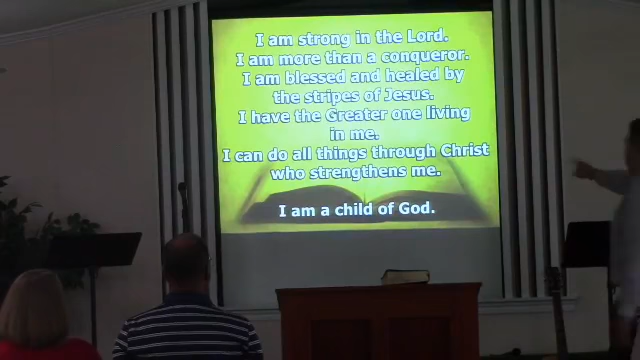 I am strong in the Lord.
I am more than a conqueror.
I am blessed and healed by
the stripes of Jesus.
I have the Greater one living
in me.
I can do all things through Christ
who strengthens me.
I am a child of God.